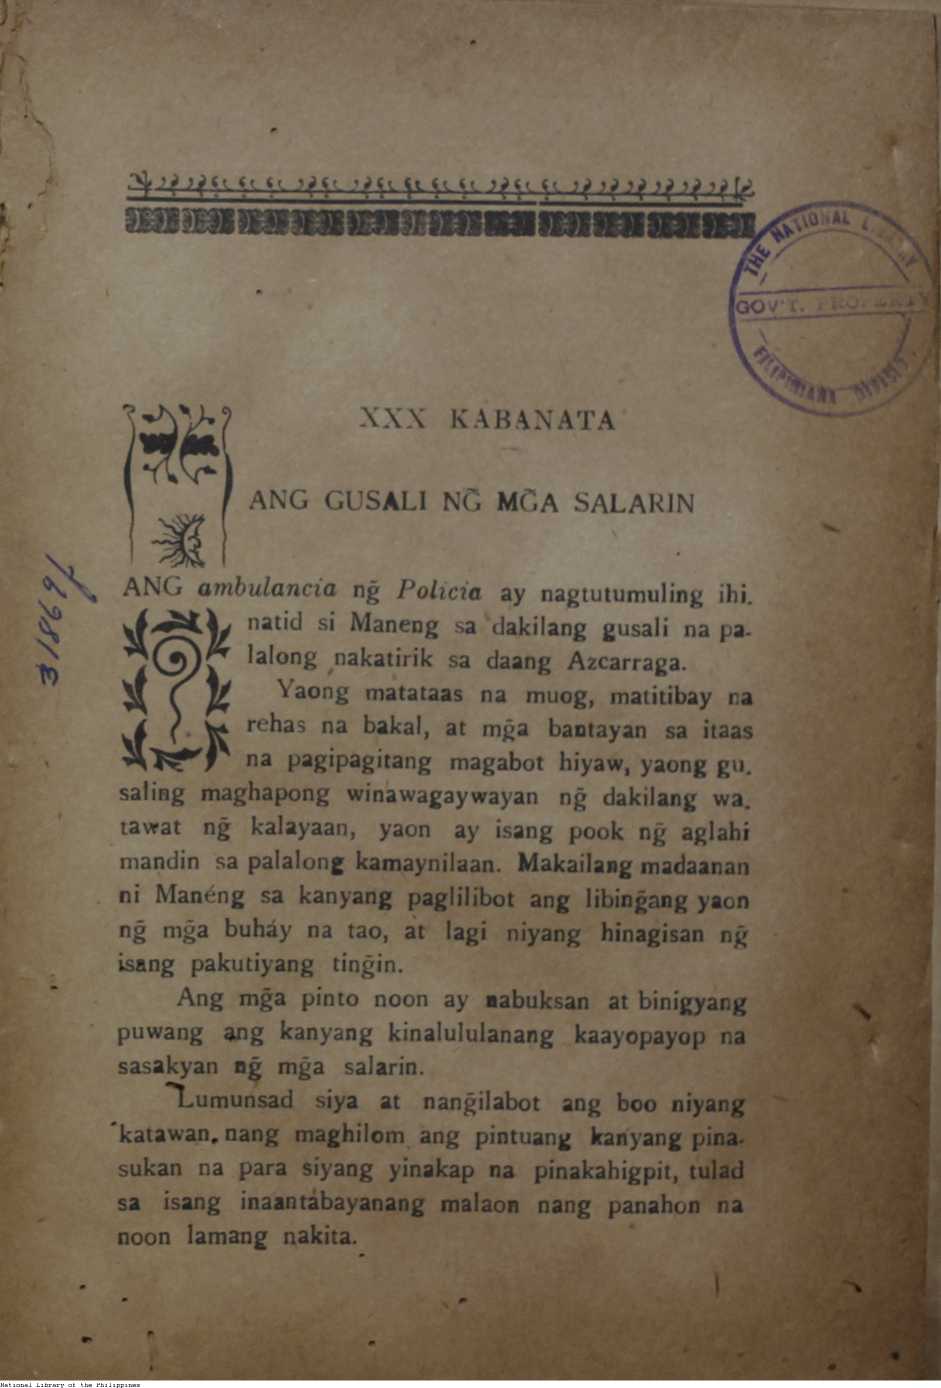 THE NATIONAL LIBRARY
GOV'T. PROPERTY
FILIPINIANA DIVISION
XXX KABANATA
ANG GUSALI NG̃ MG̃A SALARIN
ANG ambulancia ng̃ Policia ay nagtutumuling ihi.
natid si Maneng sa dakilang gusali na pa-
lalong nakatirik sa daang Azcarraga.
Yaong matataas na muog, matitibay na
rehas na bakal, at mg̃a bantayan sa itaas
na pagipagitang magabot hiyaw, yaong gu.
saling maghapong winawagaywayan ng̃ dakilang wa.
tawat ng̃ kalayaan, yaon ay isang pook ng̃ aglahi
mandin sa palalong kamaynilaan. Makailang madaanan
ni Manéng sa kanyang paglilibot ang libing̃ang yaon
ng̃ mg̃a buháy na tao, at lagi niyang hinagisan ng̃
isang pakutiyang ting̃in.
Ang mg̃a pinto noon ay nabuksan at binigyang
puwang ang kanyang kinalululanang kaayopayop na
sasakyan ng̃ mg̃a salarin.
Lumunsad siya at nang̃ilabot ang boo niyang
katawan, nang maghilom ang pintuang kanyang pina-
sukan na para siyang yinakap na pinakahigpit, tulad
sa isang inaantabayanang malaon nang panahon na
noon lamang nakita.
National Library of the Philippines